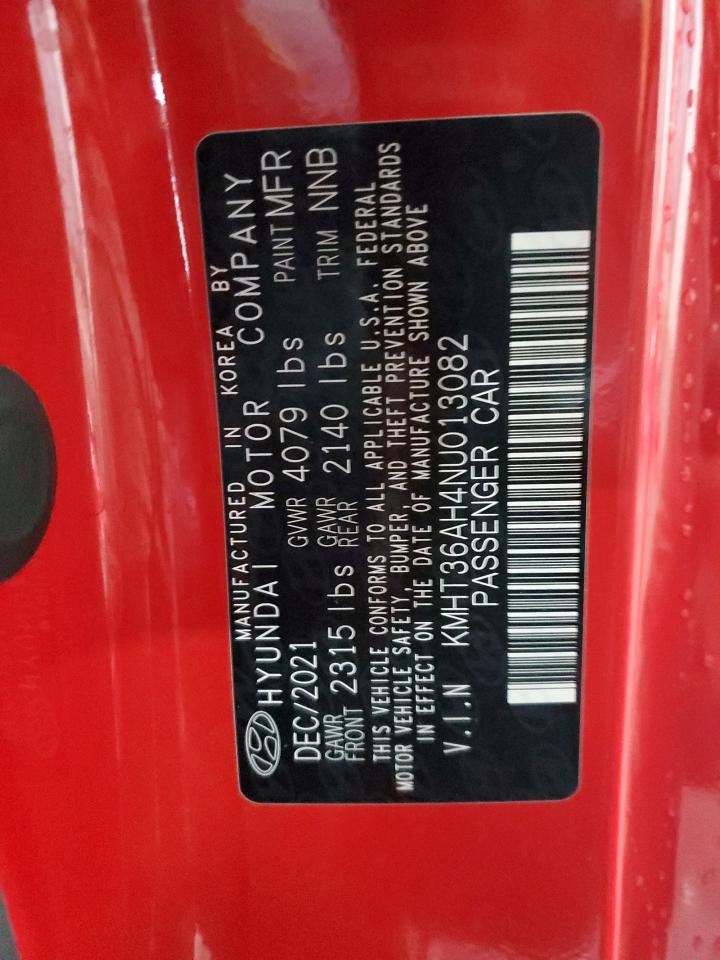 MANUFACTURED IN KOREA BY
HYUNDAI MOTOR COMPANY
DEC/2021 GVWR 4079 lbs PAINT MFR
GAWR FRONT 2315 lbs GAWR REAR 2140 lbs TRIM NNB
THIS VEHICLE CONFORMS TO ALL APPLICABLE U.S.A. FEDERAL
MOTOR VEHICLE SAFETY, BUMPER, AND THEFT PREVENTION STANDARDS
IN EFFECT ON THE DATE OF MANUFACTURE SHOWN ABOVE
V.I.N KMHT36AH4NU013082
PASSENGER CAR